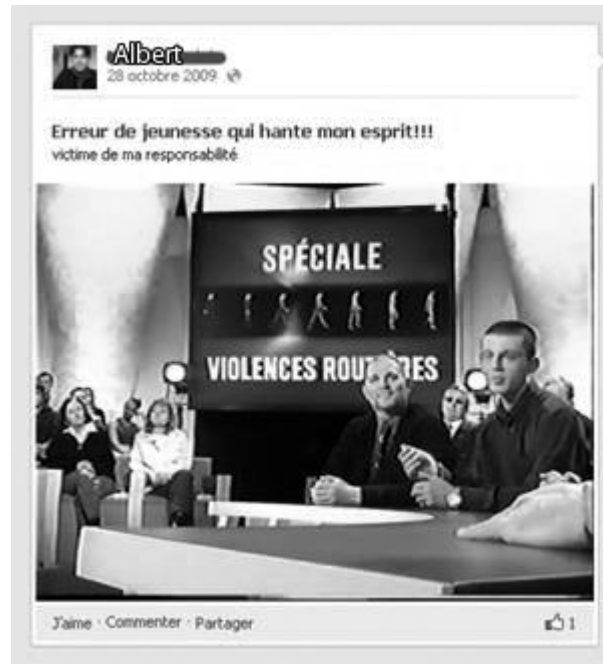 Albert
28 octobre 2009
Erreur de jeunesse qui hante mon esprit!!!
victime de ma responsabilité
SPÉCIALE
VIOLENCES ROUTIÈRES
J'aime · Commenter · Partager
1